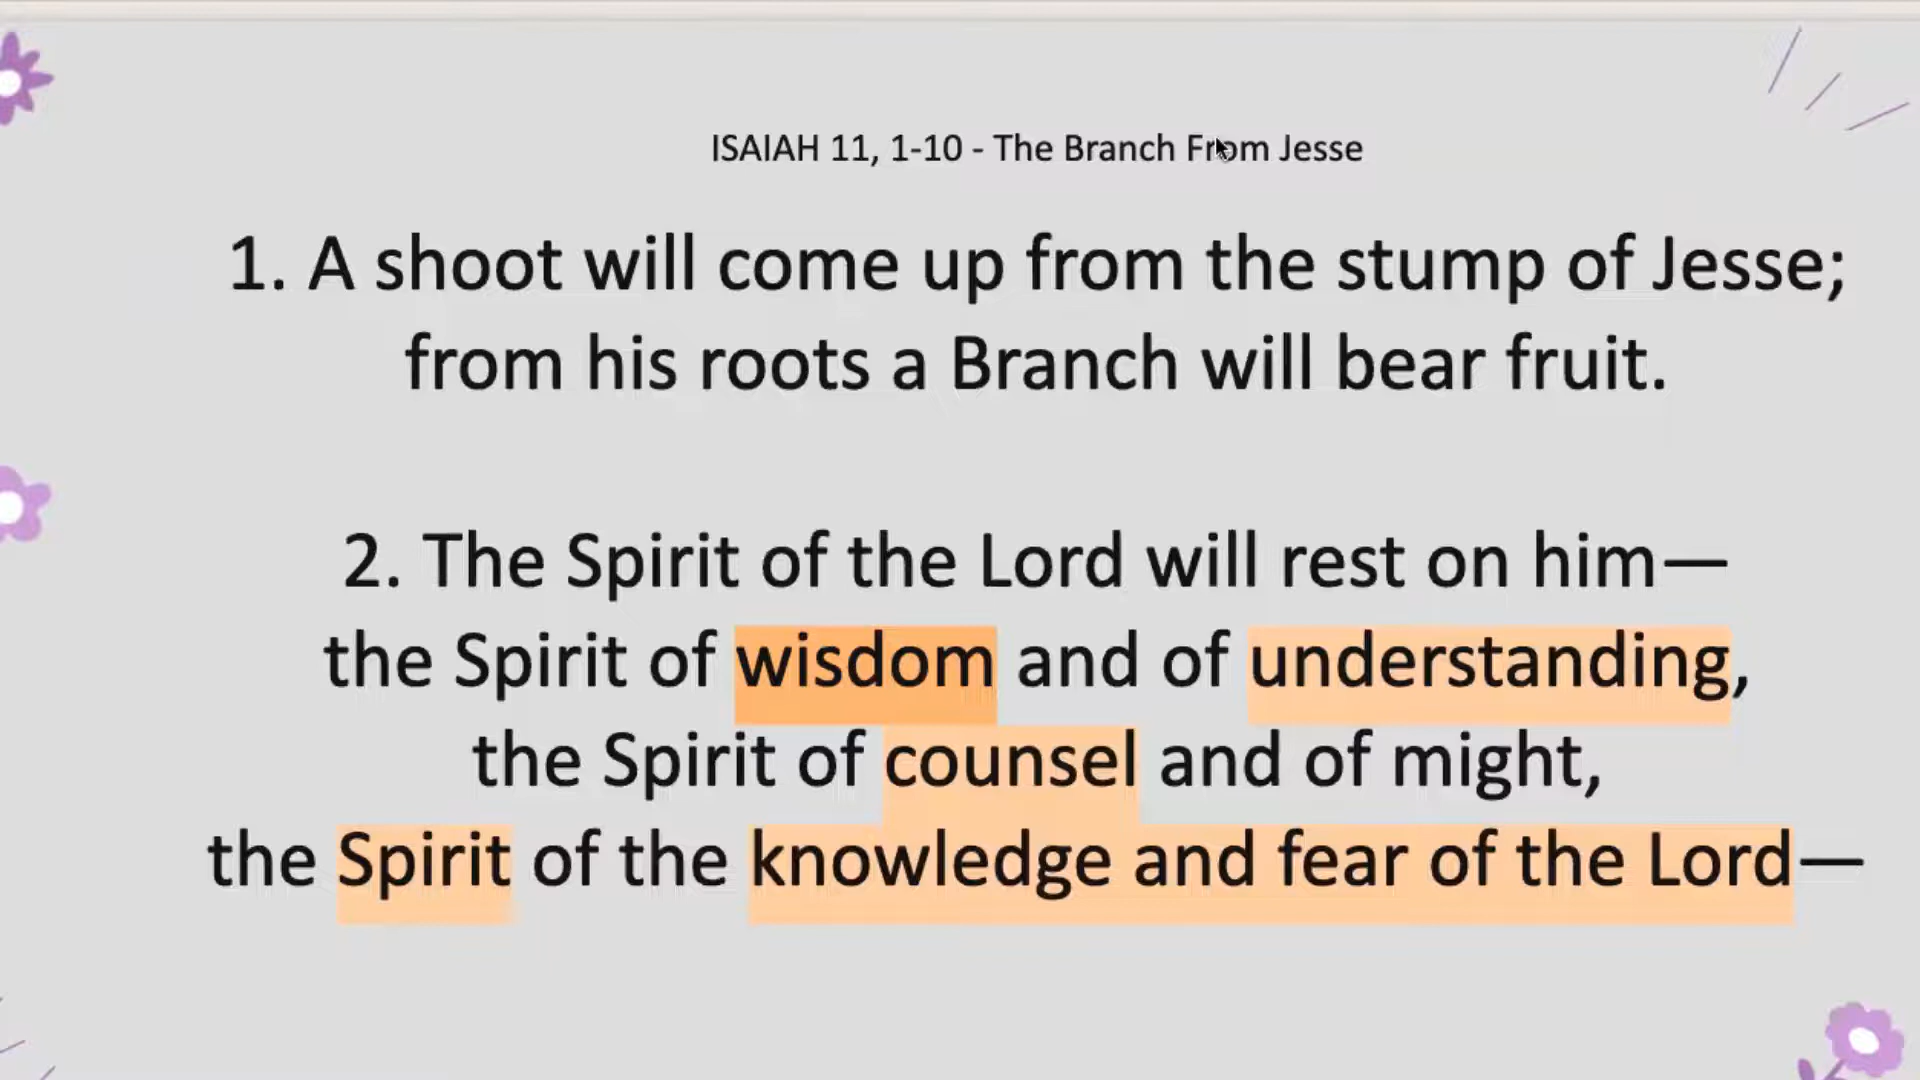 ISAIAH 11, 1-10 - The Branch From Jesse
1. A shoot will come up from the stump of Jesse;
from his roots a Branch will bear fruit.
2. The Spirit of the Lord will rest on him—
the Spirit of wisdom and of understanding,
the Spirit of counsel and of might,
the Spirit of the knowledge and fear of the Lord—